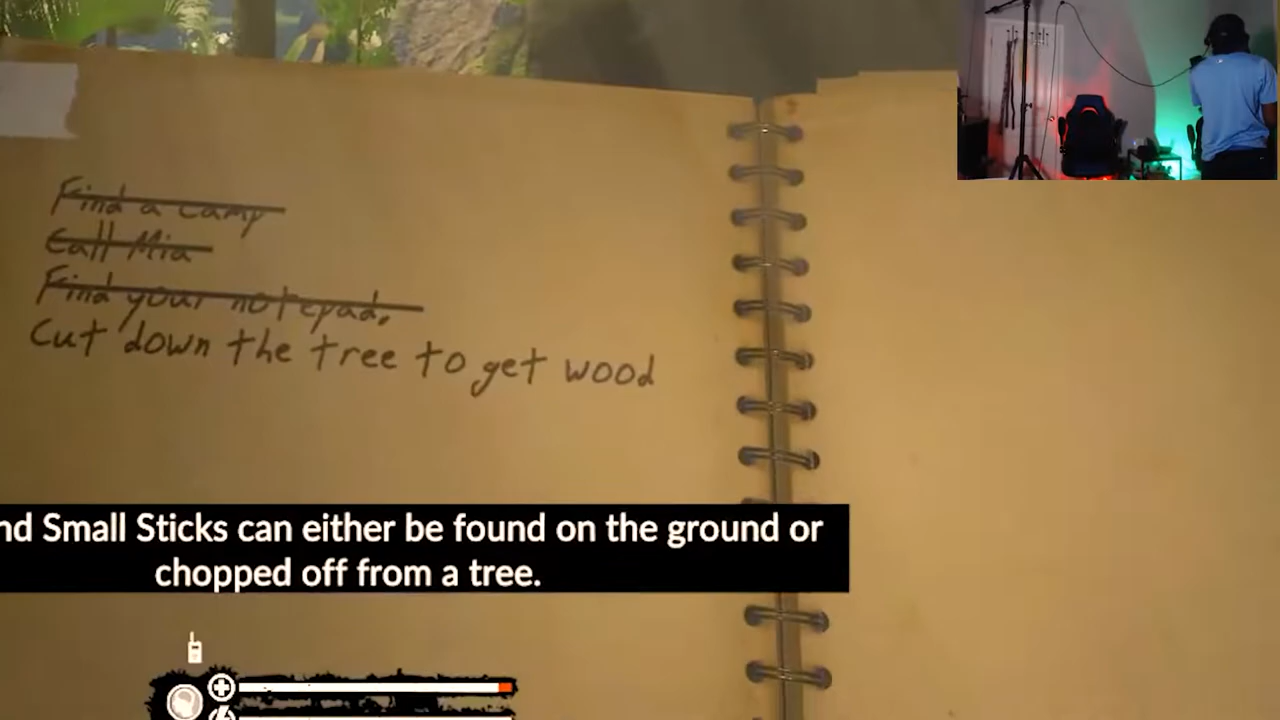 Find a camp
Call Mia
Find your notepad.
Cut down the tree to get wood
nd Small Sticks can either be found on the ground or
chopped off from a tree.